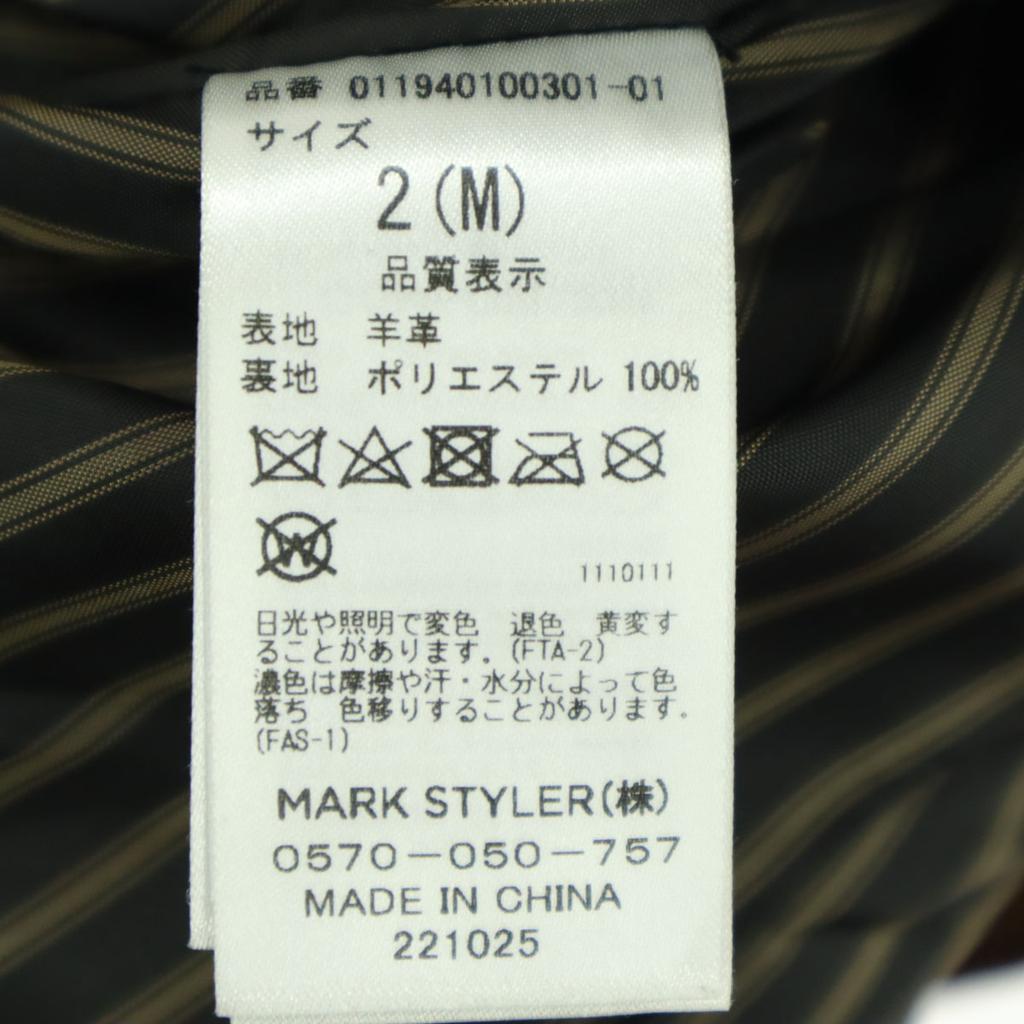 品番 011940100301-01
サイズ
2(M)
品質表示
表地 羊革
裏地 ポリエステル 100%
W
1110111
日光や照明で変色 退色 黄変す
ることがあります。(FTA-2)
濃色は摩擦や汗・水分によって色
落ち 色移りすることがあります。
(FAS-1)
MARK STYLER(株)
0570-050-757
MADE IN CHINA
221025